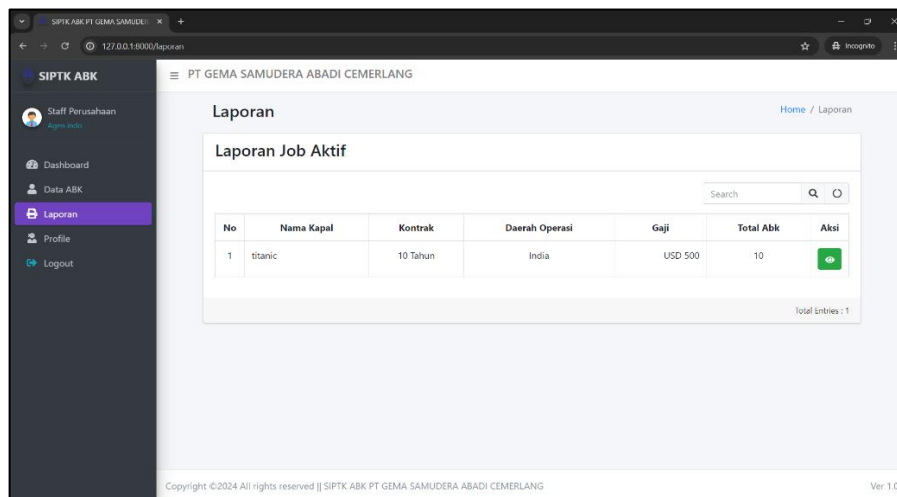 SIPTK ABK PT GEMA SAMUDER
127.0.0.1:8000/laporan
Incognito
SIPTK ABK
PT GEMA SAMUDERA ABADI CEMERLANG
Staff Perusahaan
Agen Indo
Laporan
Home / Laporan
Laporan Job Aktif
Dashboard
Data ABK
Laporan
Profile
Logout
Search
No Nama Kapal Kontrak Daerah Operasi Gaji Total Abk Aksi
1 titanic 10 Tahun India USD 500 10
Total Entries : 1
Copyright ©2024 All rights reserved || SIPTK ABK PT GEMA SAMUDERA ABADI CEMERLANG
Ver 1.0